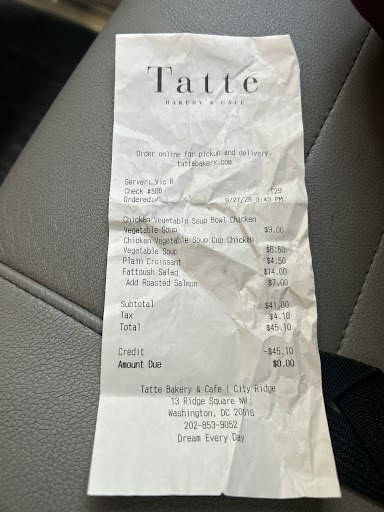 Tatte
BAKERY & CAFE
Order online for pickup and delivery.
tattebakery.com
Server: Vic R
Check #506 T29
Ordered: 9/27/25 3:43 PM
Chicken Vegetable Soup Bowl Chicken
Vegetable Soup $9.00
Chicken Vegetable Soup Cup Chicken
Vegetable Soup $6.50
Plain Croissant $4.50
Fattoush Salad $14.00
Add Roasted Salmon $7.00
Subtotal $41.00
Tax $4.10
Total $45.10
Credit -$45.10
Amount Due $0.00
Tatte Bakery & Cafe | City Ridge
13 Ridge Square NW
Washington, DC 20016
202-853-9052
Dream Every Day